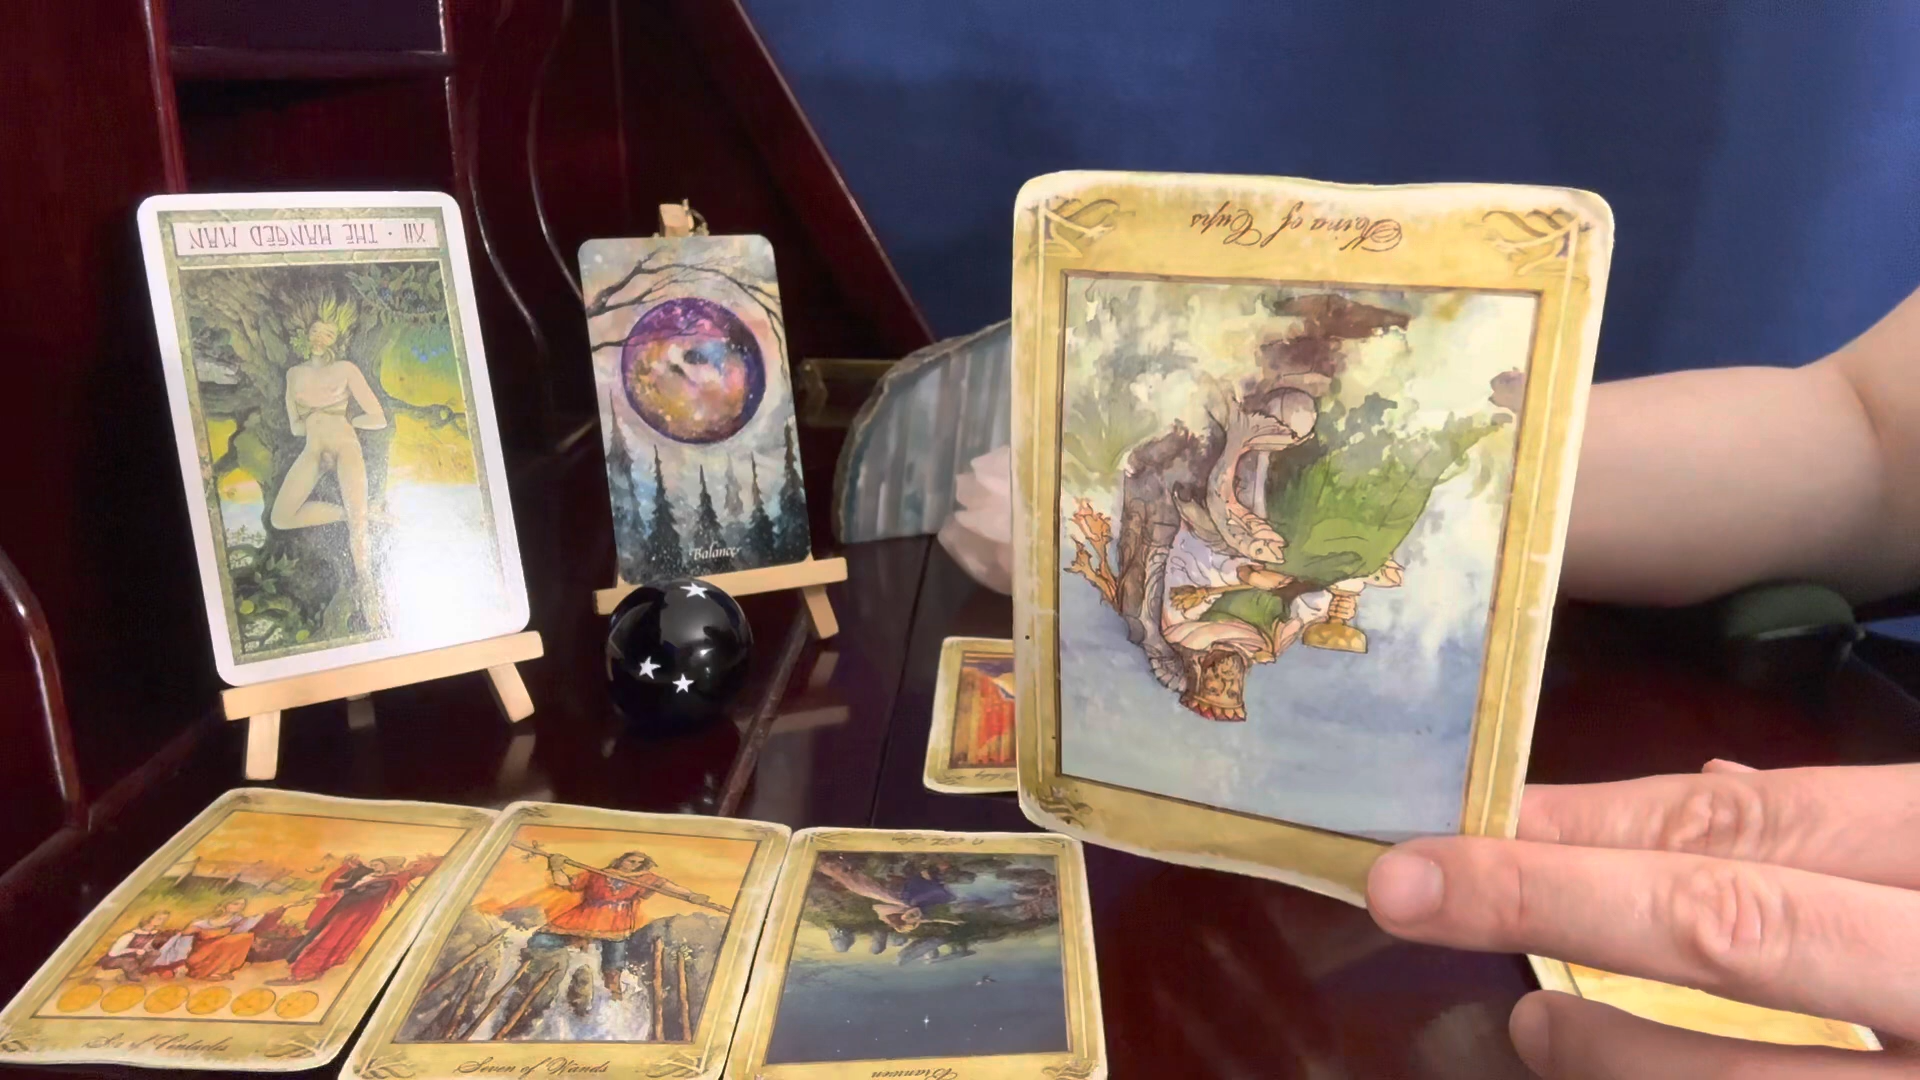 XII · THE HANGED MAN
King of Cups
Balance
Six of Pentacles
Seven of Wands